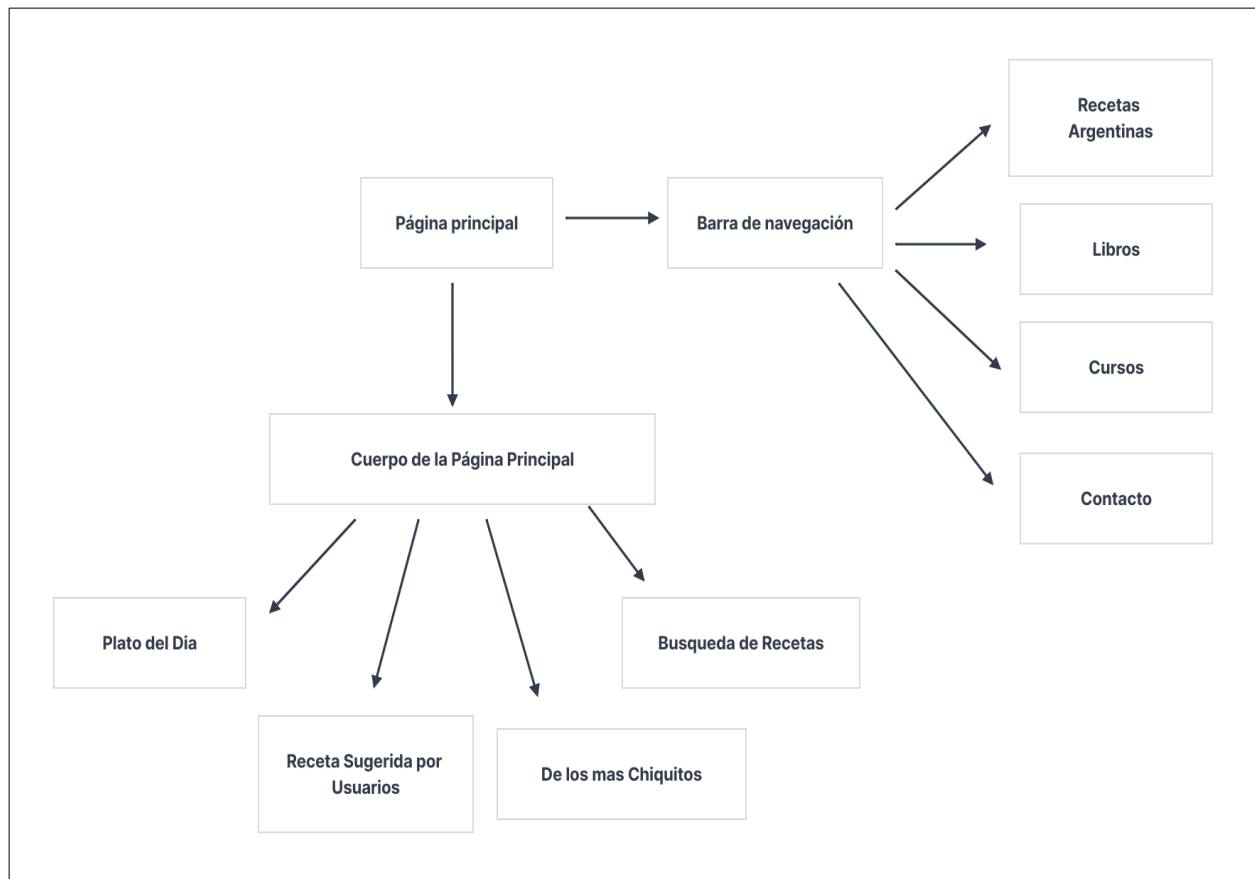 Recetas
Argentinas
Página principal
Barra de navegación
Libros
Cursos
Cuerpo de la Página Principal
Contacto
Plato del Dia
Busqueda de Recetas
Receta Sugerida por
Usuarios
De los mas Chiquitos